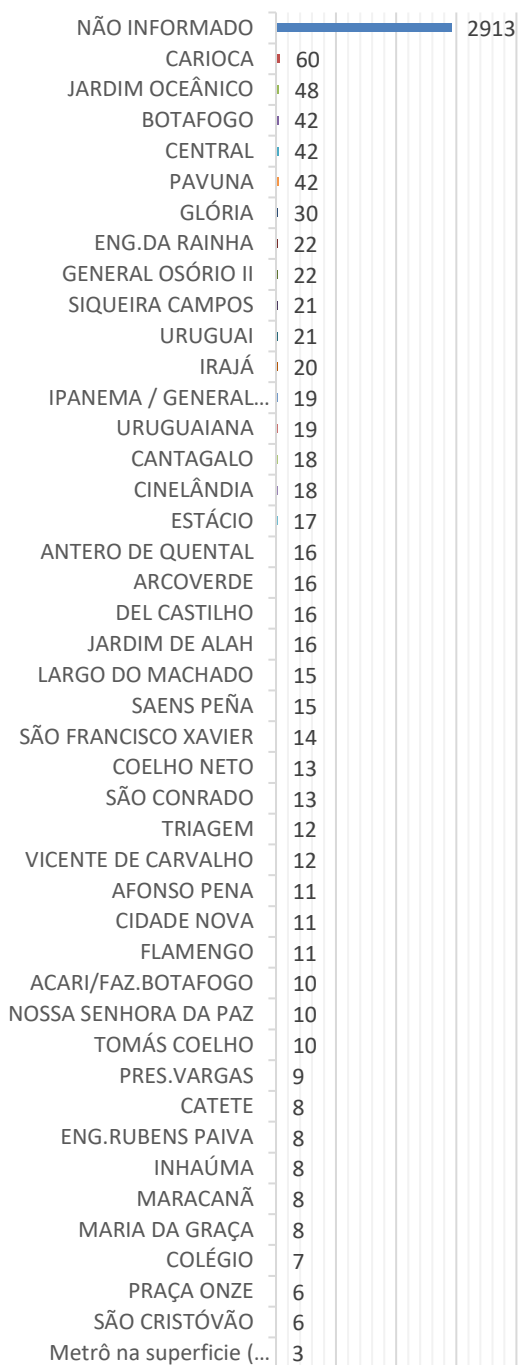 NÃO INFORMADO 2913
CARIOCA 60
JARDIM OCEÂNICO 48
BOTAFOGO 42
CENTRAL 42
PAVUNA 42
GLÓRIA 30
ENG.DA RAINHA 22
GENERAL OSÓRIO II 22
SIQUEIRA CAMPOS 21
URUGUAI 21
IRAJÁ 20
IPANEMA / GENERAL... 19
URUGUAIANA 19
CANTAGALO 18
CINELÂNDIA 18
ESTÁCIO 17
ANTERO DE QUENTAL 16
ARCOVERDE 16
DEL CASTILHO 16
JARDIM DE ALAH 16
LARGO DO MACHADO 15
SAENS PEÑA 15
SÃO FRANCISCO XAVIER 14
COELHO NETO 13
SÃO CONRADO 13
TRIAGEM 12
VICENTE DE CARVALHO 12
AFONSO PENA 11
CIDADE NOVA 11
FLAMENGO 11
ACARI/FAZ.BOTAFOGO 10
NOSSA SENHORA DA PAZ 10
TOMÁS COELHO 10
PRES.VARGAS 9
CATETE 8
ENG.RUBENS PAIVA 8
INHAÚMA 8
MARACANÃ 8
MARIA DA GRAÇA 8
COLÉGIO 7
PRAÇA ONZE 6
SÃO CRISTÓVÃO 6
Metrô na superficie (... 3